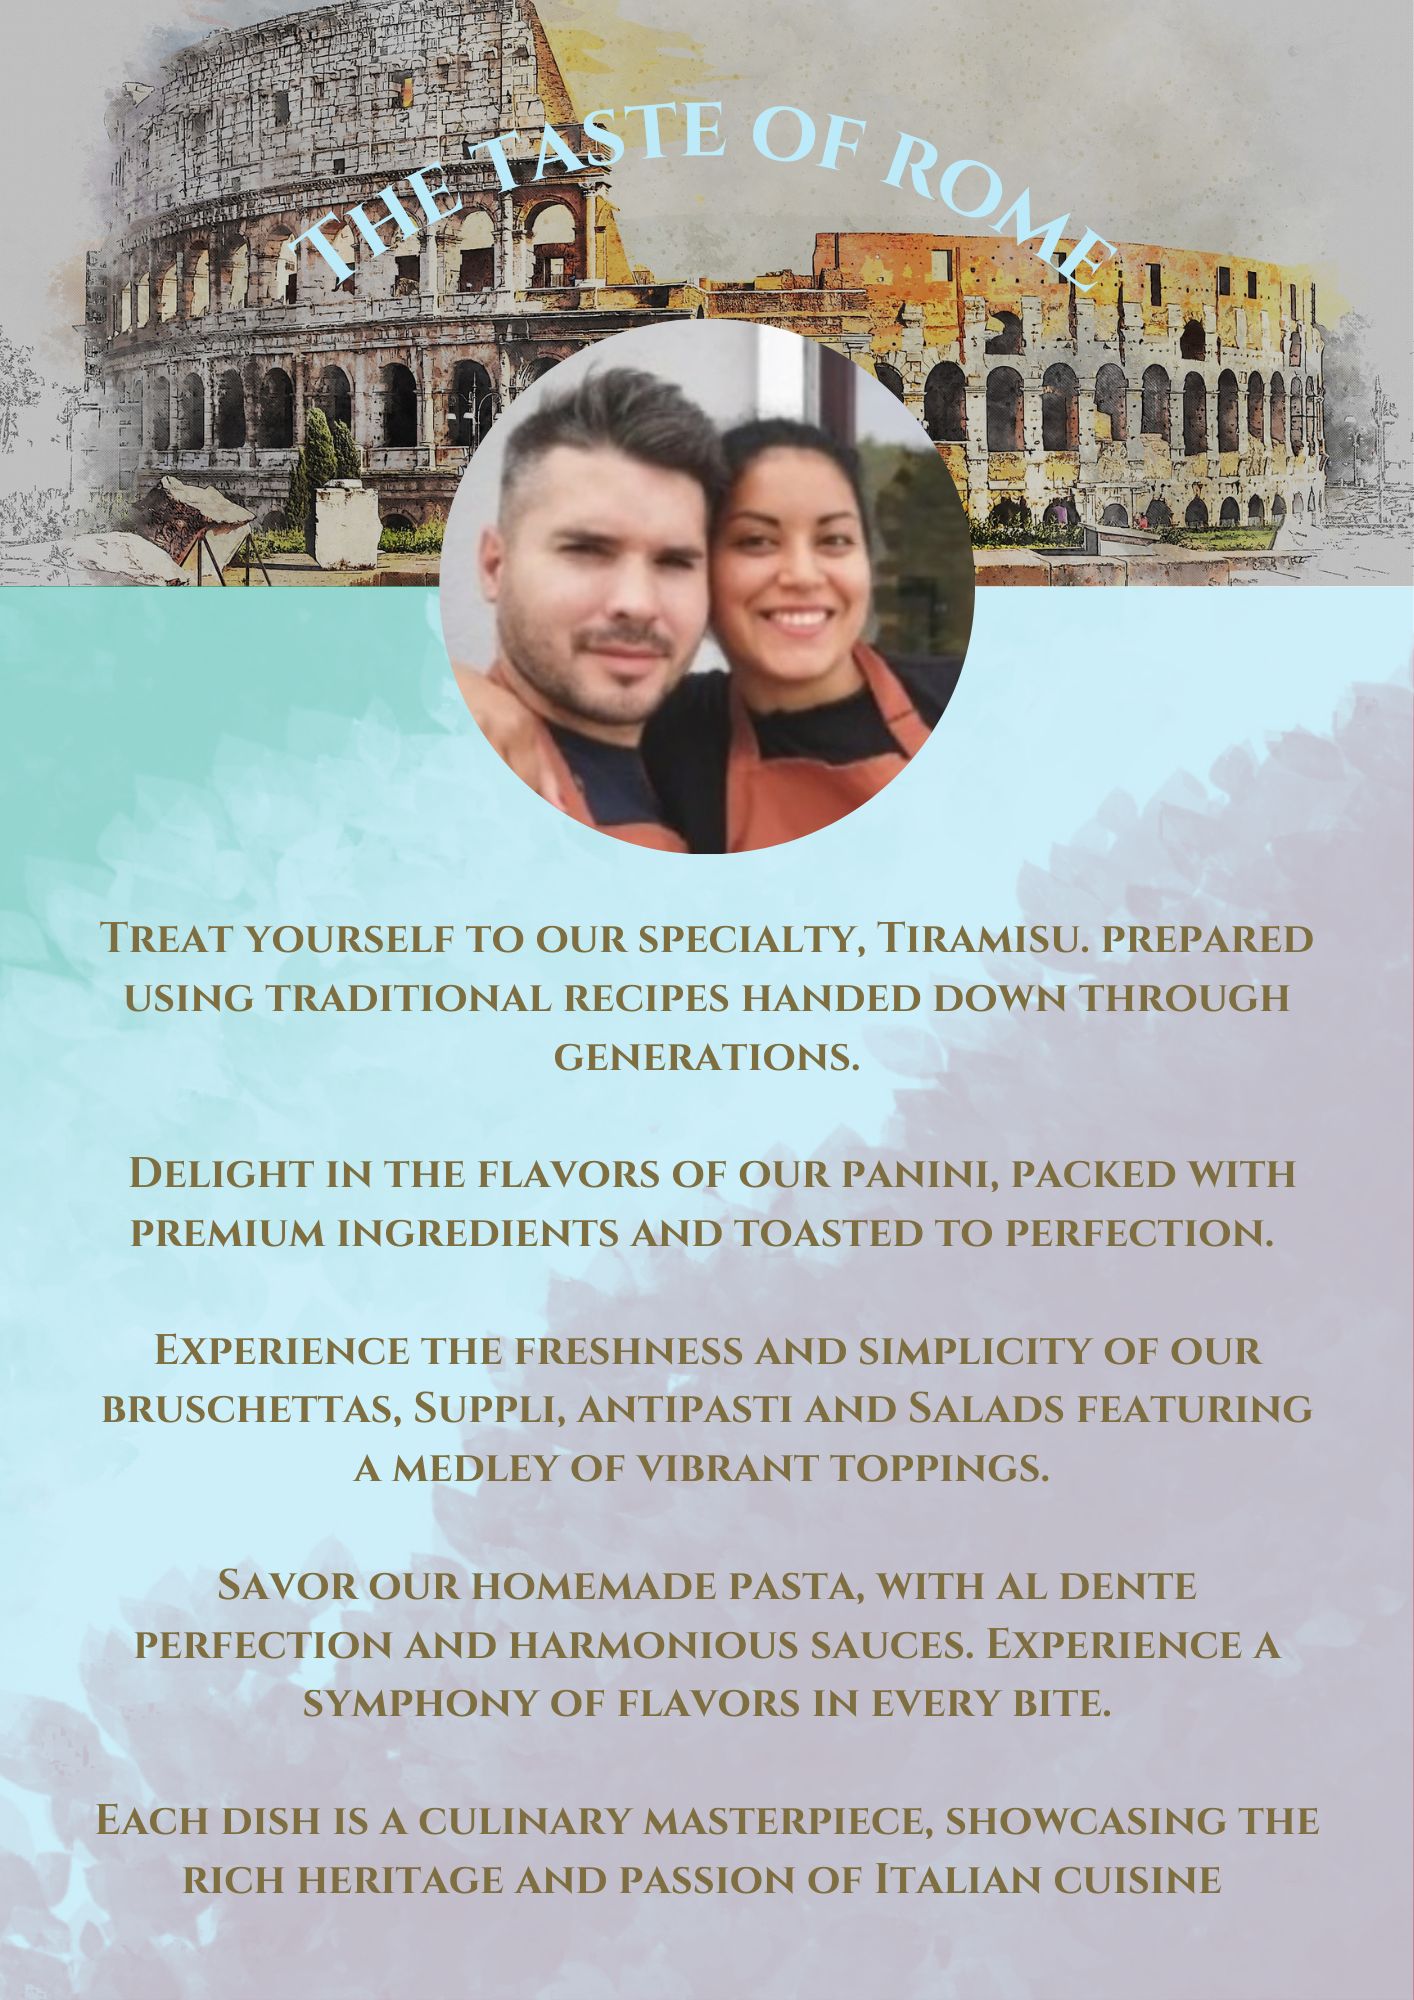 The Taste of Rome
Treat yourself to our specialty, Tiramisu. prepared
using traditional recipes handed down through
generations.
Delight in the flavors of our panini, packed with
premium ingredients and toasted to perfection.
Experience the freshness and simplicity of our
bruschettas, Suppli, antipasti and Salads featuring
a medley of vibrant toppings.
Savor our homemade pasta, with al dente
perfection and harmonious sauces. Experience a
symphony of flavors in every bite.
Each dish is a culinary masterpiece, showcasing the
rich heritage and passion of Italian cuisine